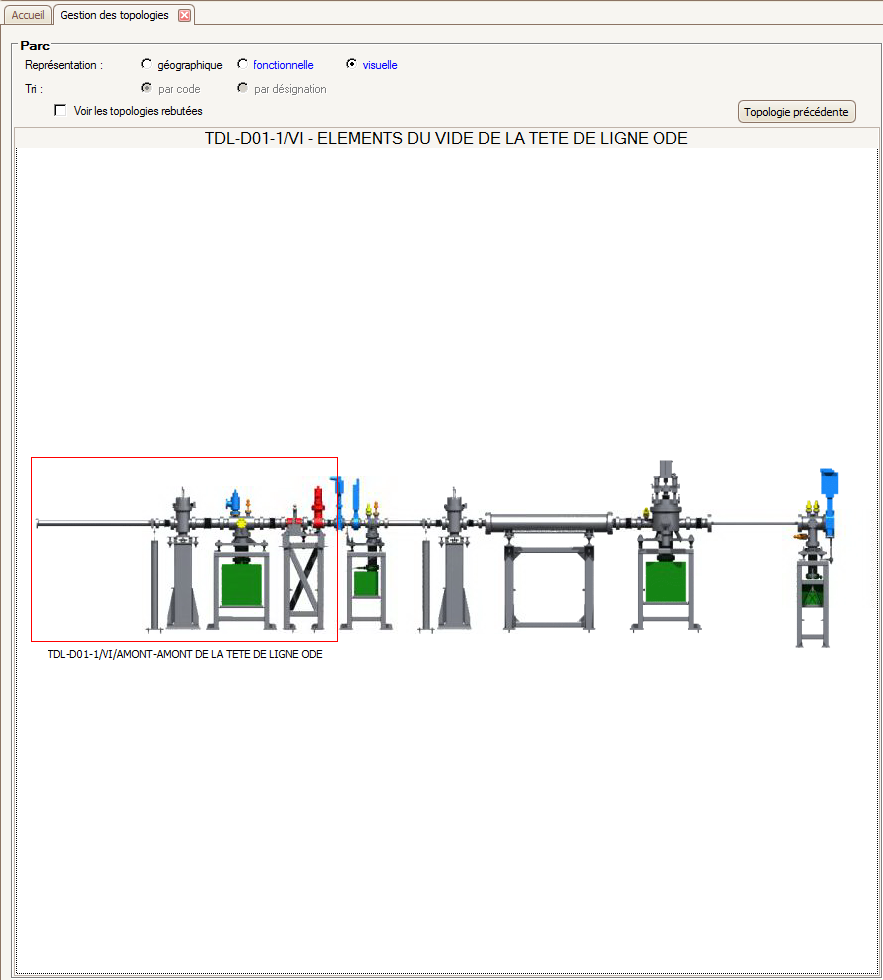 Accueil Gestion des topologies
Parc
Représentation : géographique fonctionnelle visuelle
Tri : par code par désignation
Voir les topologies rebutées
Topologie précédente
TDL-D01-1/VI - ELEMENTS DU VIDE DE LA TETE DE LIGNE ODE
TDL-D01-1/VI/AMONT-AMONT DE LA TETE DE LIGNE ODE